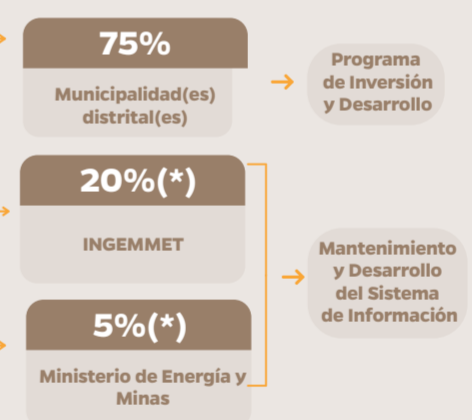 75%
Municipalidad(es)
distrital(es)
Programa
de Inversión
y Desarrollo
20%(*)
INGEMMET
5%(*)
Ministerio de Energía y
Minas
Mantenimiento
y Desarrollo
del Sistema
de Información